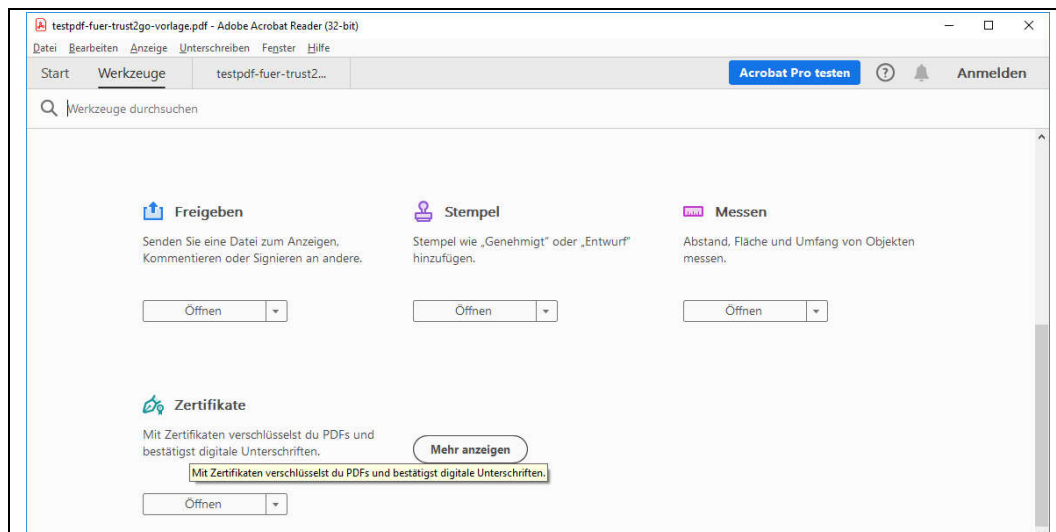 testpdf-fuer-trust2go-vorlage.pdf - Adobe Acrobat Reader (32-bit)
Datei Bearbeiten Anzeige Unterschreiben Fenster Hilfe
Start Werkzeuge testpdf-fuer-trust2... Acrobat Pro testen ? Anmelden
Werkzeuge durchsuchen
Freigeben
Senden Sie eine Datei zum Anzeigen,
Kommentieren oder Signieren an andere.
Öffnen
Stempel
Stempel wie „Genehmigt" oder „Entwurf"
hinzufügen.
Öffnen
Messen
Abstand, Fläche und Umfang von Objekten
messen.
Öffnen
Zertifikate
Mit Zertifikaten verschlüsselst du PDFs und
bestätigst digitale Unterschriften.
Mehr anzeigen
Mit Zertifikaten verschlüsselst du PDFs und bestätigst digitale Unterschriften.
Öffnen